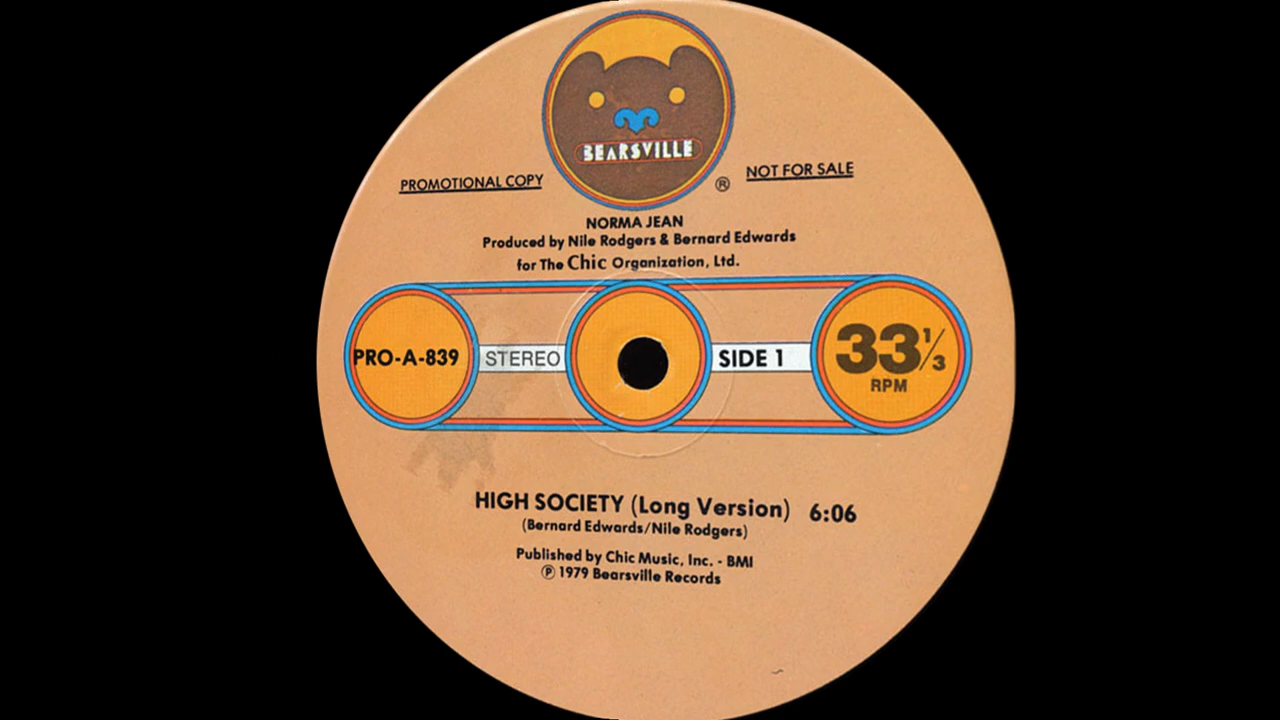 BEARSVILLE
PROMOTIONAL COPY
®
NOT FOR SALE
NORMA JEAN
Produced by Nile Rodgers & Bernard Edwards
for The Chic Organization, Ltd.
PRO-A-839
STEREO
SIDE 1
33 1/3
RPM
HIGH SOCIETY (Long Version) 6:06
(Bernard Edwards/Nile Rodgers)
Published by Chic Music, Inc. - BMI
℗ 1979 Bearsville Records